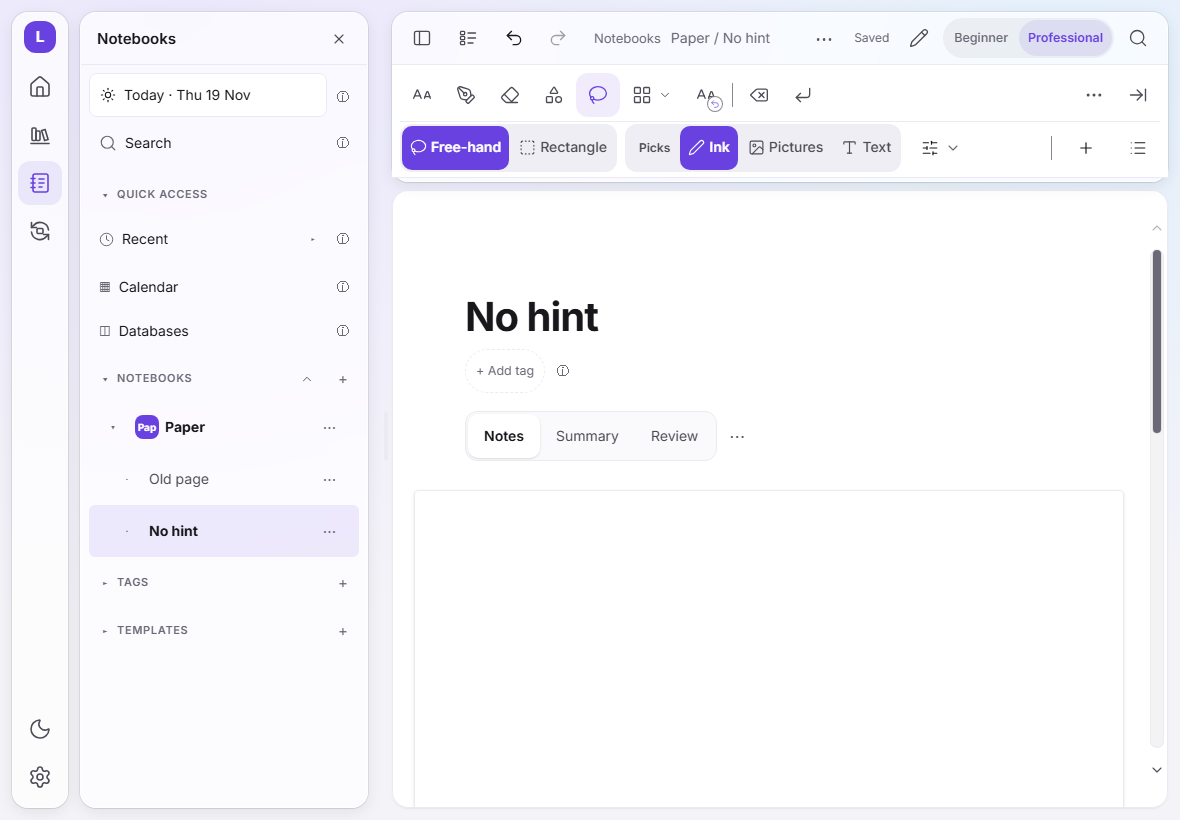 L
Notebooks
Today · Thu 19 Nov
Search
QUICK ACCESS
Recent
Calendar
Databases
NOTEBOOKS
+
Pap Paper
Old page
No hint
TAGS
+
TEMPLATES
+
Notebooks Paper / No hint
Saved
Beginner Professional
AA
AA
Free-hand Rectangle Picks Ink Pictures Text
No hint
+ Add tag
Notes Summary Review